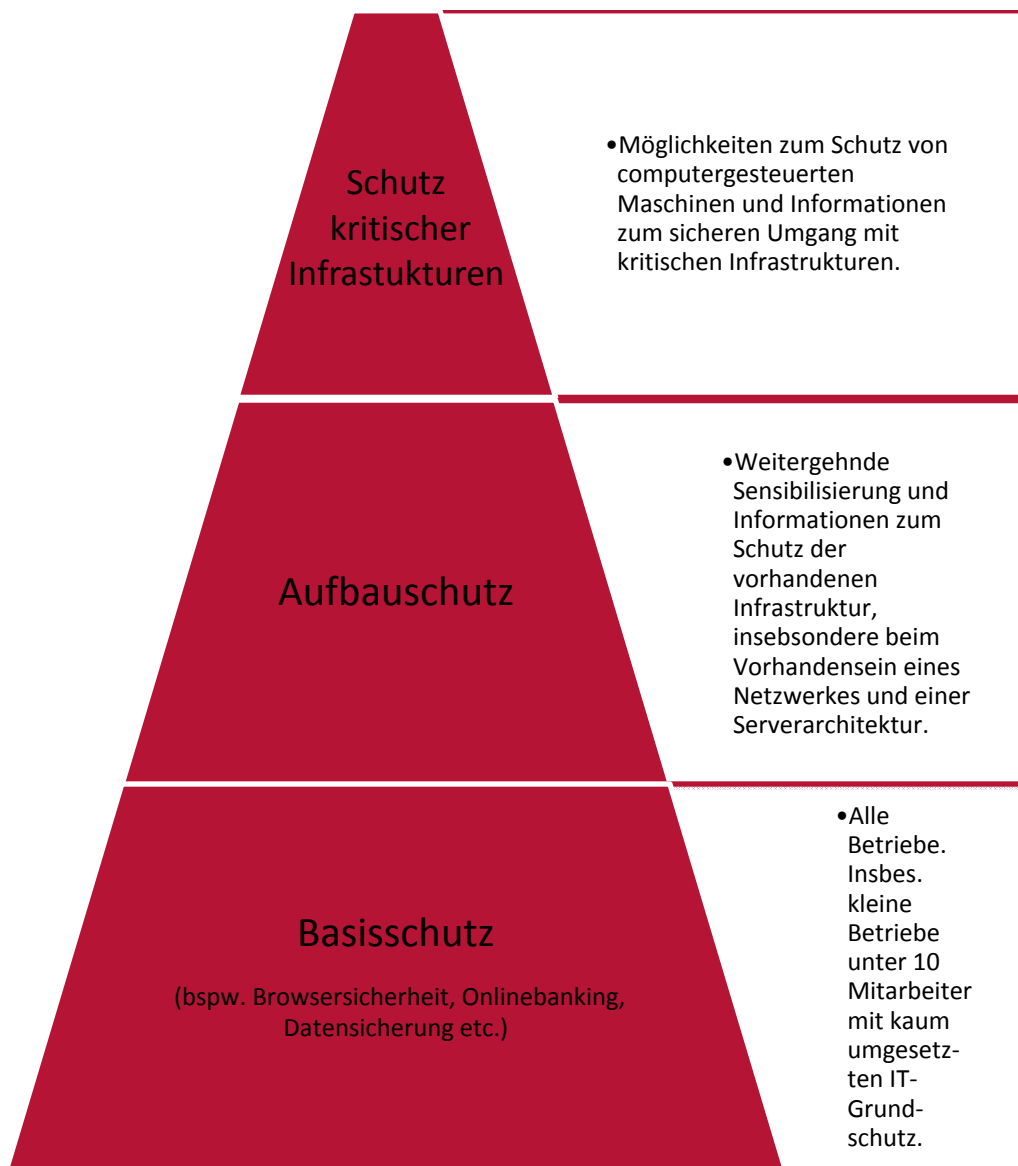 Schutz
kritischer
Infrastukturen
•Möglichkeiten zum Schutz von
computergesteuerten
Maschinen und Informationen
zum sicheren Umgang mit
kritischen Infrastrukturen.
Aufbauschutz
•Weitergehnde
Sensibilisierung und
Informationen zum
Schutz der
vorhandenen
Infrastruktur,
insebsondere beim
Vorhandensein eines
Netzwerkes und einer
Serverarchitektur.
Basisschutz
(bspw. Browsersicherheit, Onlinebanking,
Datensicherung etc.)
•Alle
Betriebe.
Insbes.
kleine
Betriebe
unter 10
Mitarbeiter
mit kaum
umgesetz-
ten IT-
Grund-
schutz.